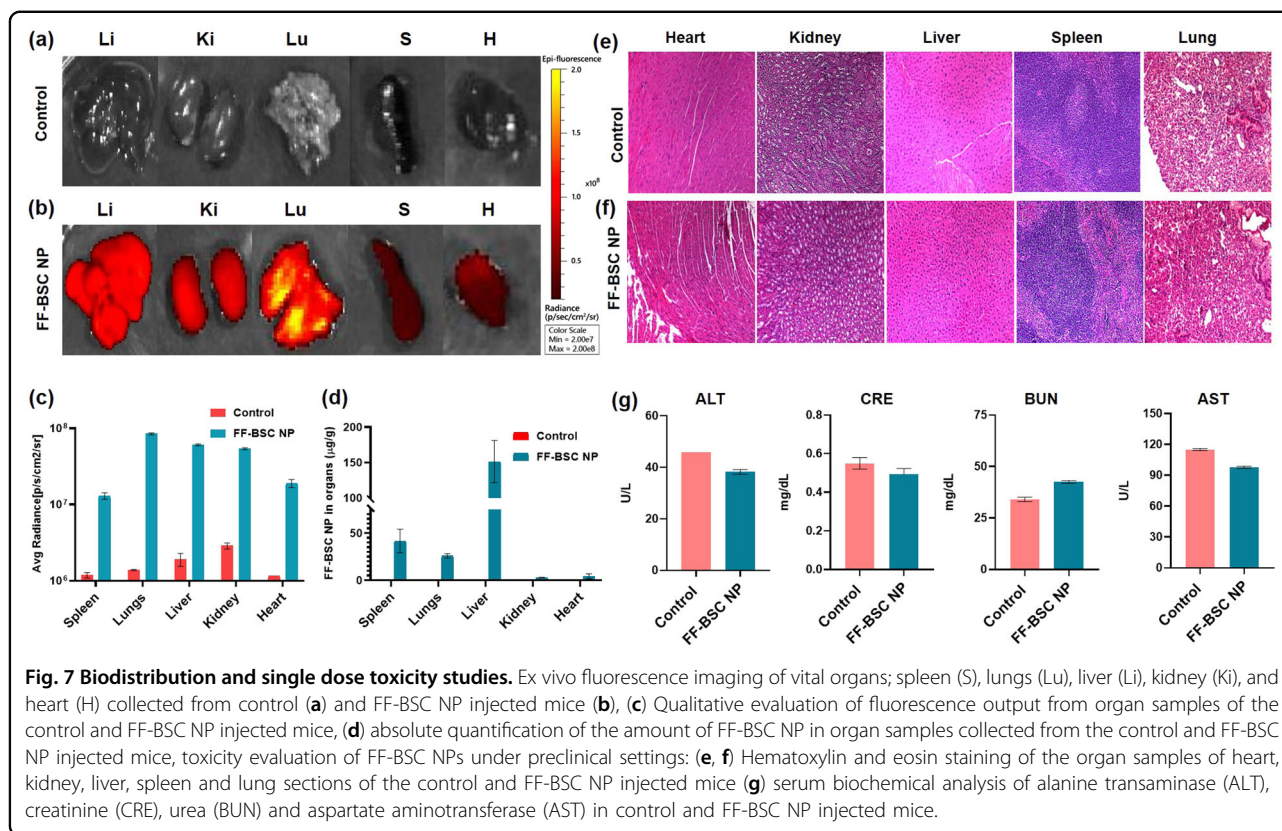 (a)
Li Ki Lu S H
Control
Epi-fluorescence
2.0
1.5
1.0
x10⁸
0.5
Radiance
(p/sec/cm²/sr)
Color Scale
Min = 2.00e7
Max = 2.00e8
(b)
Li Ki Lu S H
FF-BSC NP
(e)
Heart Kidney Liver Spleen Lung
Control
(f)
FF-BSC NP
(c)
Control
FF-BSC NP
Avg Radiance[p/s/cm2/sr]
10⁸
10⁷
10⁶
Spleen Lungs Liver Kidney Heart
(d)
Control
FF-BSC NP
FF-BSC NP in organs (µg/g)
200
150
100
50
0
Spleen Lungs Liver Kidney Heart
(g)
ALT
U/L
60
40
20
0
Control FF-BSC NP
CRE
mg/dL
0.8
0.6
0.4
0.2
0.0
Control FF-BSC NP
BUN
mg/dL
75
50
25
0
Control FF-BSC NP
AST
U/L
150
120
90
60
30
0
Control FF-BSC NP
Fig. 7 Biodistribution and single dose toxicity studies. Ex vivo fluorescence imaging of vital organs; spleen (S), lungs (Lu), liver (Li), kidney (Ki), and
heart (H) collected from control (a) and FF-BSC NP injected mice (b), (c) Qualitative evaluation of fluorescence output from organ samples of the
control and FF-BSC NP injected mice, (d) absolute quantification of the amount of FF-BSC NP in organ samples collected from the control and FF-BSC
NP injected mice, toxicity evaluation of FF-BSC NPs under preclinical settings: (e, f) Hematoxylin and eosin staining of the organ samples of heart,
kidney, liver, spleen and lung sections of the control and FF-BSC NP injected mice (g) serum biochemical analysis of alanine transaminase (ALT),
creatinine (CRE), urea (BUN) and aspartate aminotransferase (AST) in control and FF-BSC NP injected mice.